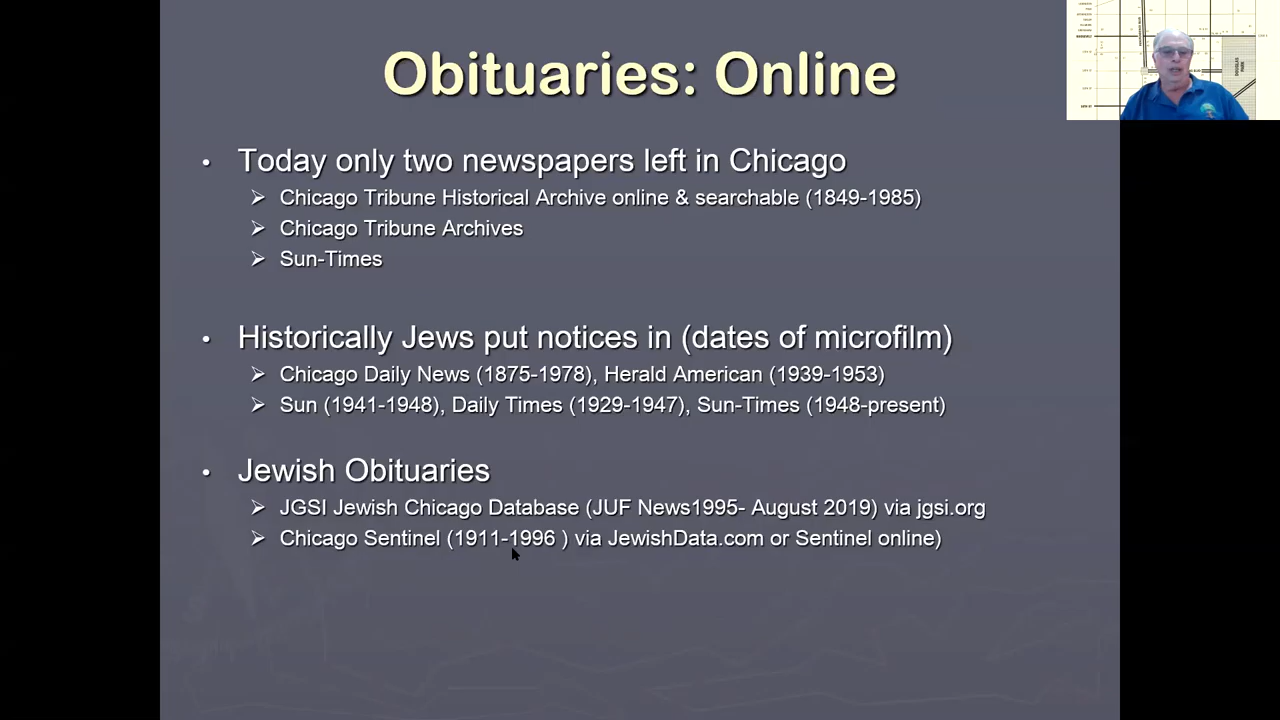 Obituaries: Online
• Today only two newspapers left in Chicago
➢ Chicago Tribune Historical Archive online & searchable (1849-1985)
➢ Chicago Tribune Archives
➢ Sun-Times
• Historically Jews put notices in (dates of microfilm)
➢ Chicago Daily News (1875-1978), Herald American (1939-1953)
➢ Sun (1941-1948), Daily Times (1929-1947), Sun-Times (1948-present)
• Jewish Obituaries
➢ JGSI Jewish Chicago Database (JUF News1995- August 2019) via jgsi.org
➢ Chicago Sentinel (1911-1996 ) via JewishData.com or Sentinel online)
DOUGLAS
PARK